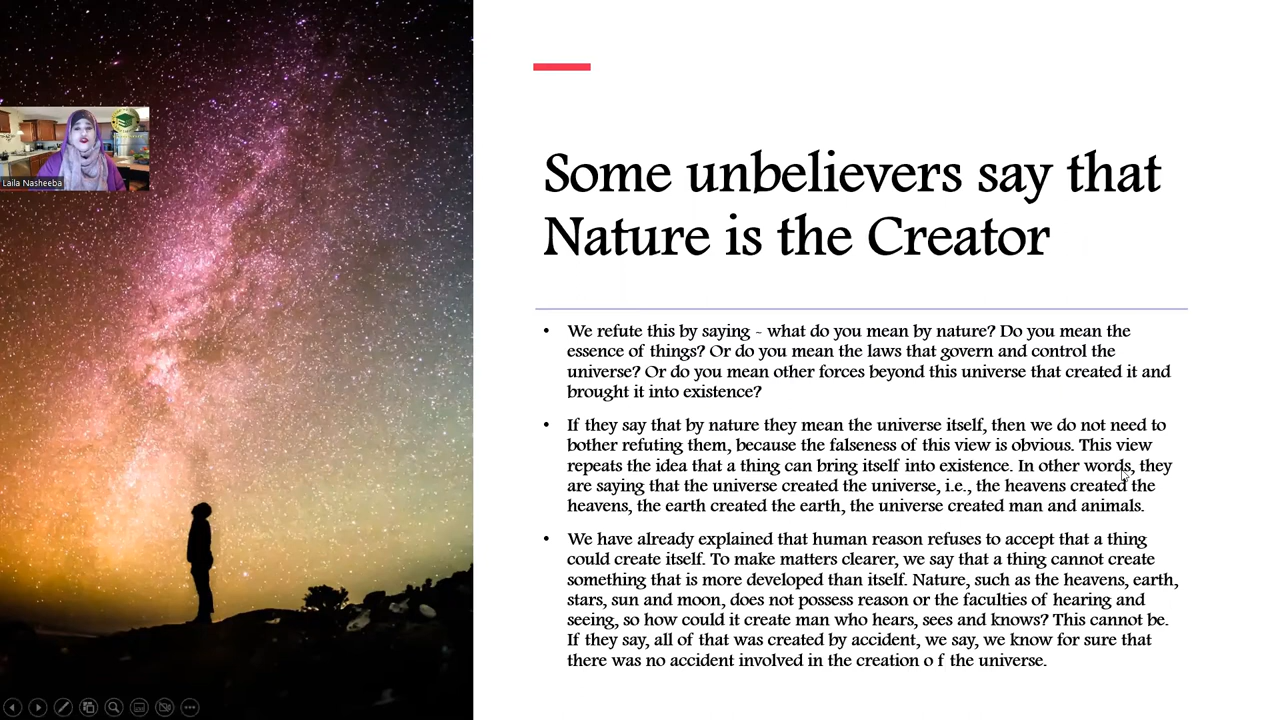 Laila Nasheeba
Some unbelievers say that
Nature is the Creator
• We refute this by saying - what do you mean by nature? Do you mean the
essence of things? Or do you mean the laws that govern and control the
universe? Or do you mean other forces beyond this universe that created it and
brought it into existence?
• If they say that by nature they mean the universe itself, then we do not need to
bother refuting them, because the falseness of this view is obvious. This view
repeats the idea that a thing can bring itself into existence. In other words, they
are saying that the universe created the universe, i.e., the heavens created the
heavens, the earth created the earth, the universe created man and animals.
• We have already explained that human reason refuses to accept that a thing
could create itself. To make matters clearer, we say that a thing cannot create
something that is more developed than itself. Nature, such as the heavens, earth,
stars, sun and moon, does not possess reason or the faculties of hearing and
seeing, so how could it create man who hears, sees and knows? This cannot be.
If they say, all of that was created by accident, we say, we know for sure that
there was no accident involved in the creation o f the universe.